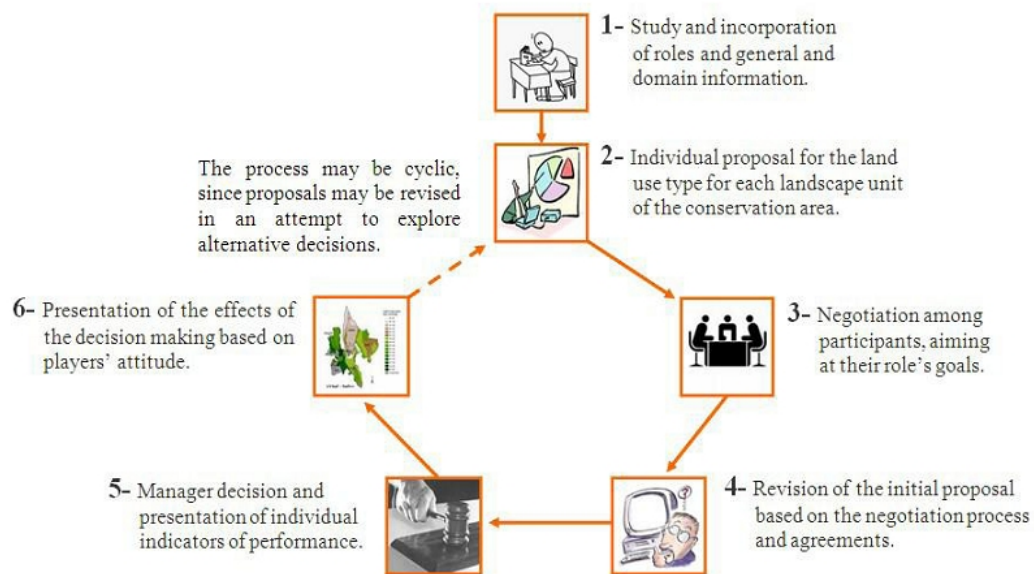 1- Study and incorporation
of roles and general and
domain information.
2- Individual proposal for the land
use type for each landscape unit
of the conservation area.
The process may be cyclic,
since proposals may be revised
in an attempt to explore
alternative decisions.
3- Negotiation among
participants, aiming
at their role's goals.
4- Revision of the initial proposal
based on the negotiation process
and agreements.
5- Manager decision and
presentation of individual
indicators of performance.
6- Presentation of the effects of
the decision making based on
players' attitude.